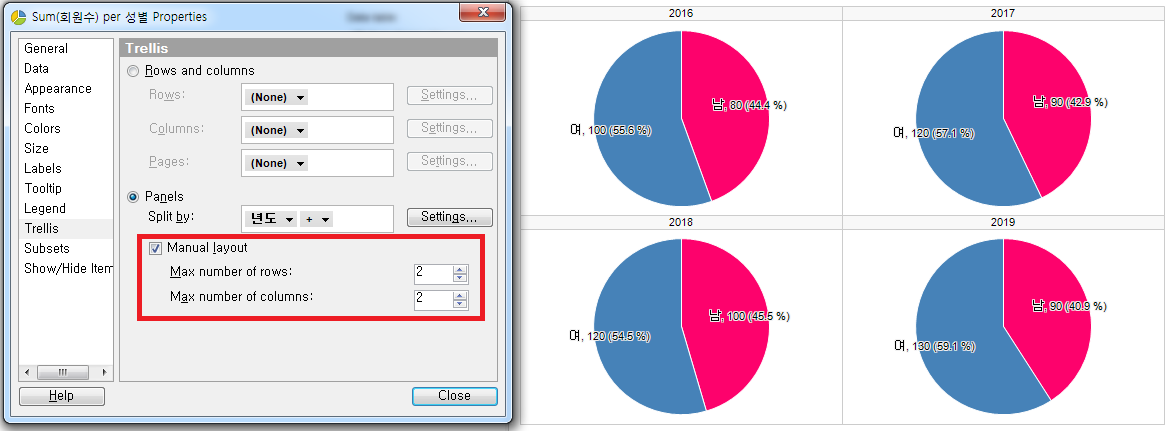 Sum(회원수) per 성별 Properties
General
Data
Appearance
Fonts
Colors
Size
Labels
Tooltip
Legend
Trellis
Subsets
Show/Hide Item
Trellis
Rows and columns
Rows: (None) Settings...
Columns: (None) Settings...
Pages: (None) Settings...
Panels
Split by: 년도 + Settings...
Manual layout
Max number of rows: 2
Max number of columns: 2
Help
Close
2016
남, 80 (44.4 %)
여, 100 (55.6 %)
2017
남, 90 (42.9 %)
여, 120 (57.1 %)
2018
남, 100 (45.5 %)
여, 120 (54.5 %)
2019
남, 90 (40.9 %)
여, 130 (59.1 %)